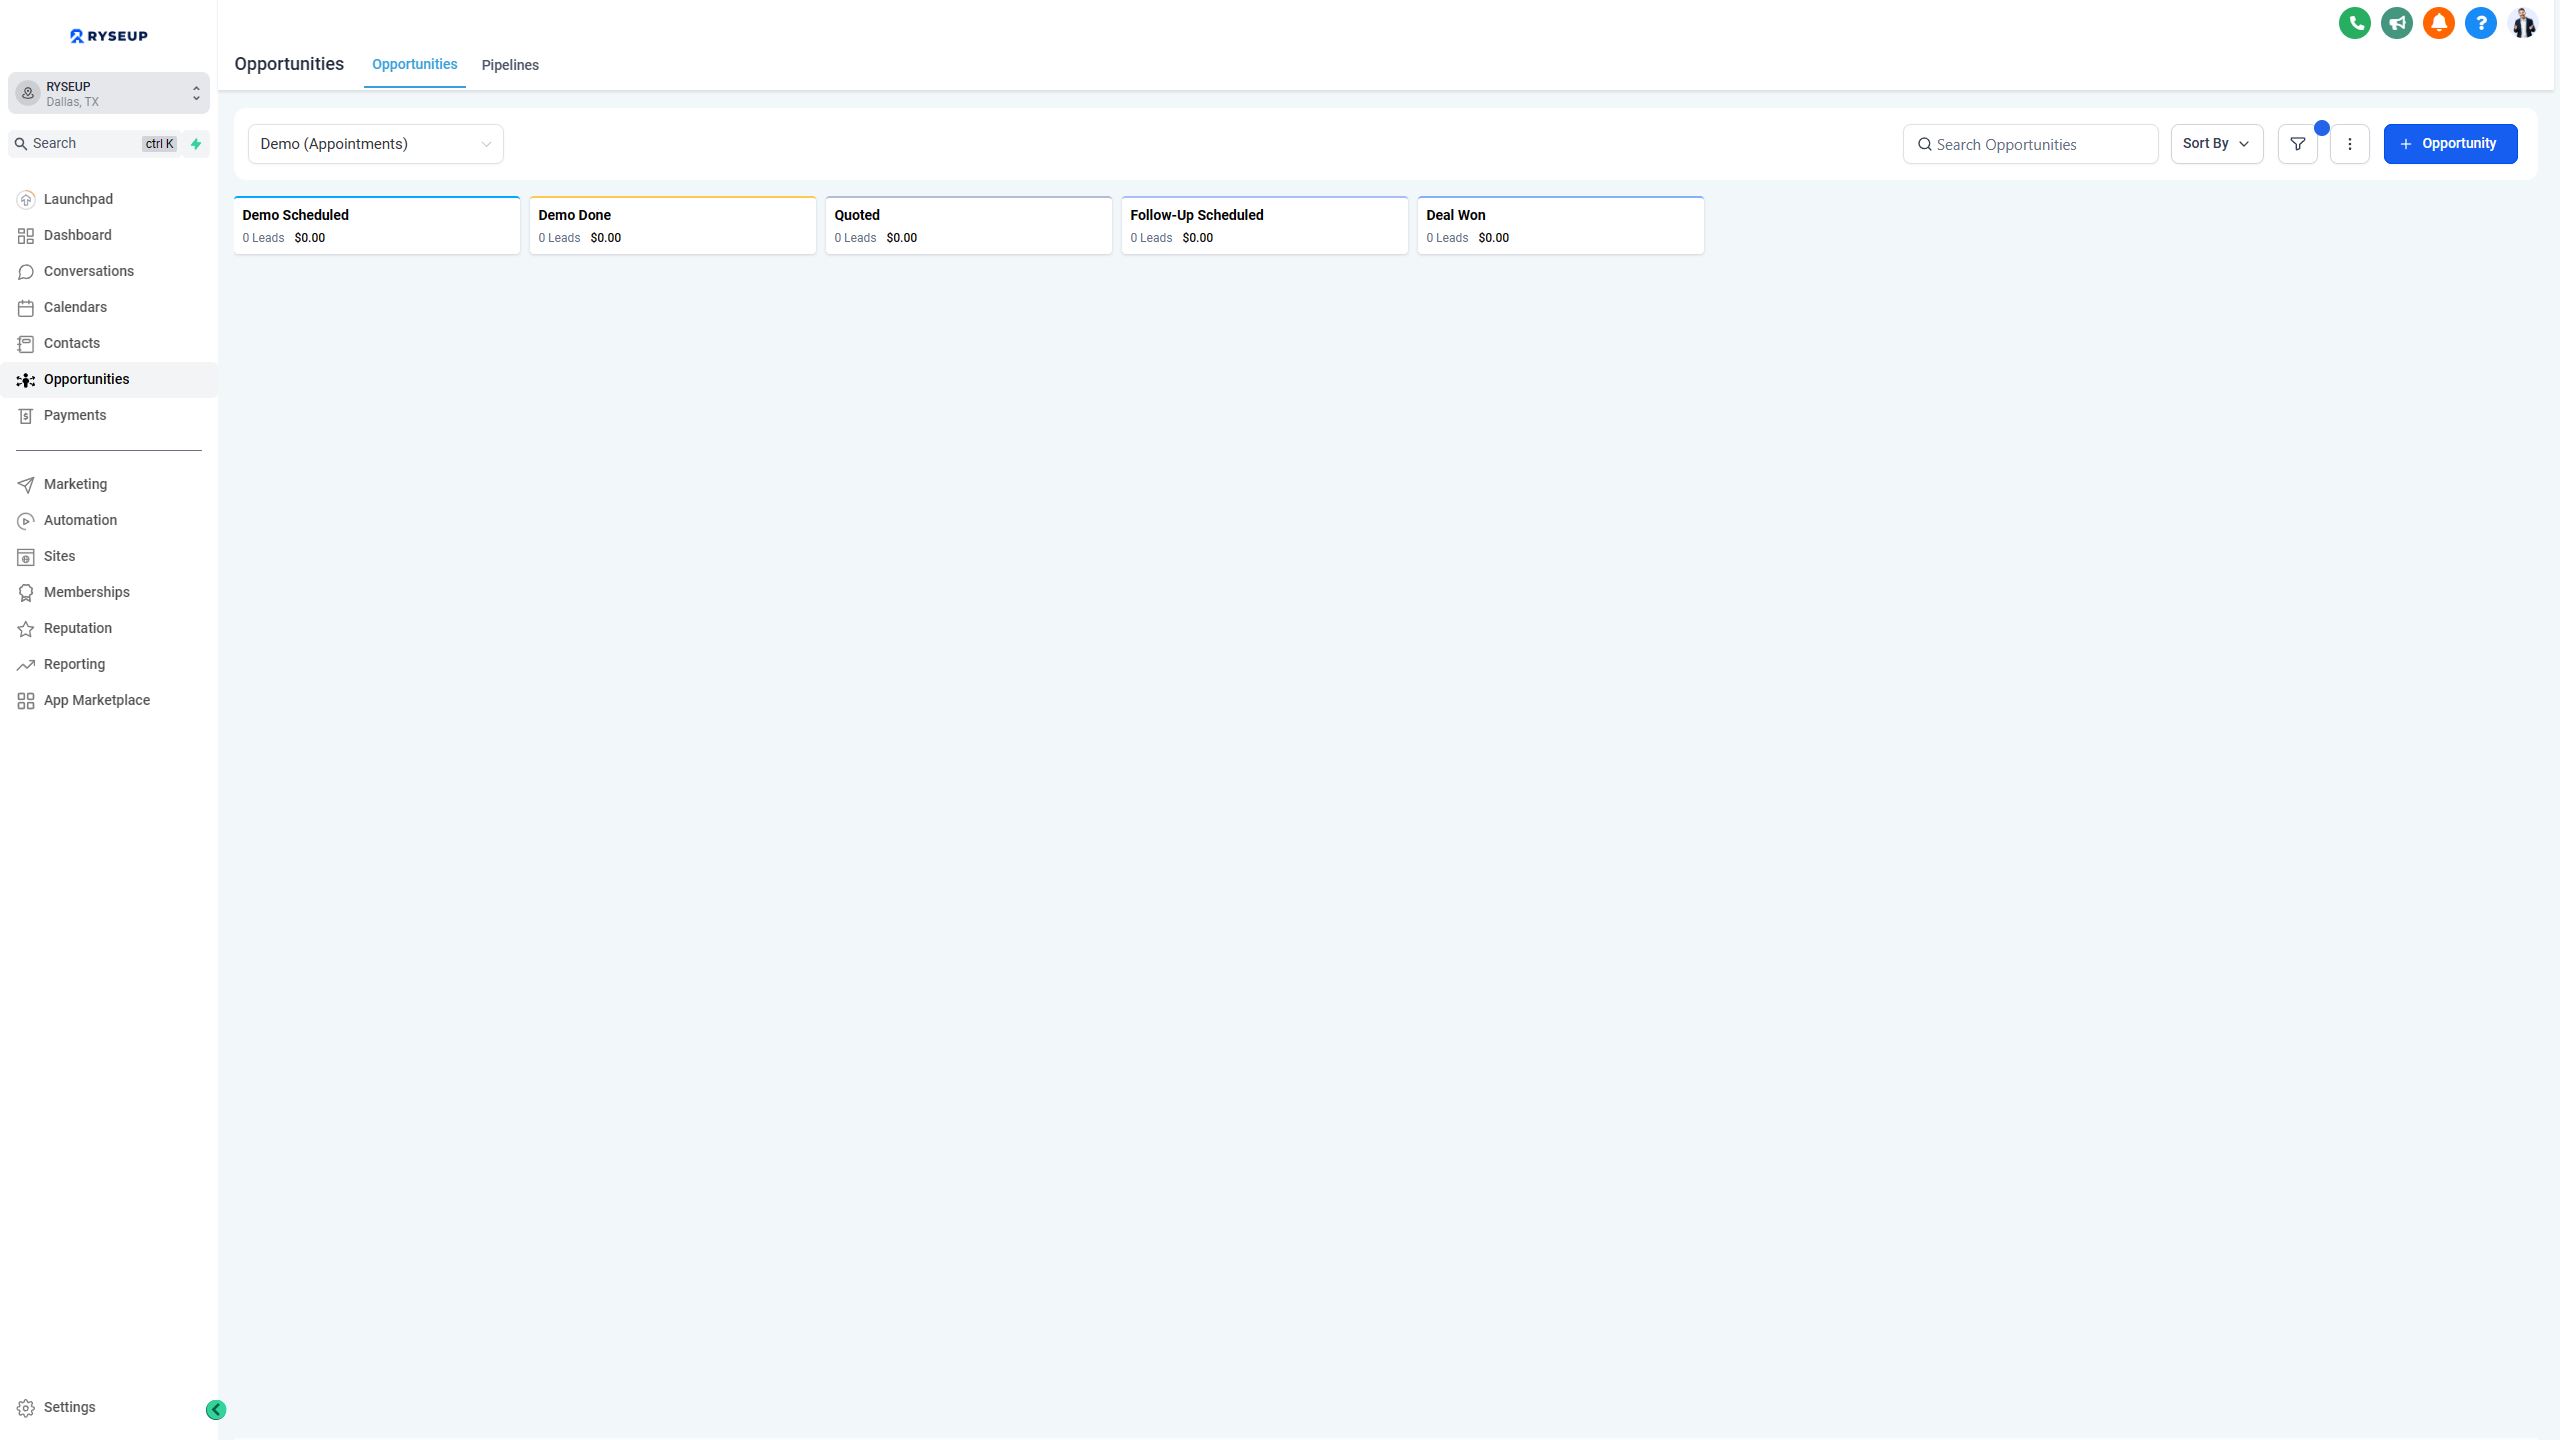 RYSEUP
RYSEUP
Dallas, TX
Search ctrl K
Launchpad
Dashboard
Conversations
Calendars
Contacts
Opportunities
Payments
Marketing
Automation
Sites
Memberships
Reputation
Reporting
App Marketplace
Settings
Opportunities Opportunities Pipelines
Demo (Appointments) Search Opportunities Sort By + Opportunity
Demo Scheduled
0 Leads $0.00
Demo Done
0 Leads $0.00
Quoted
0 Leads $0.00
Follow-Up Scheduled
0 Leads $0.00
Deal Won
0 Leads $0.00